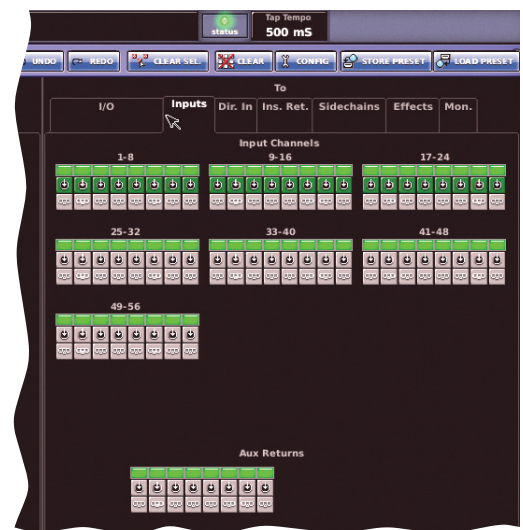 Tap Tempo
status 500 mS
UNDO REDO CLEAR SEL. CLEAR CONFIG STORE PRESET LOAD PRESET
To
I/O Inputs Dir. In Ins. Ret. Sidechains Effects Mon.
Input Channels
1-8 9-16 17-24
25-32 33-40 41-48
49-56
Aux Returns